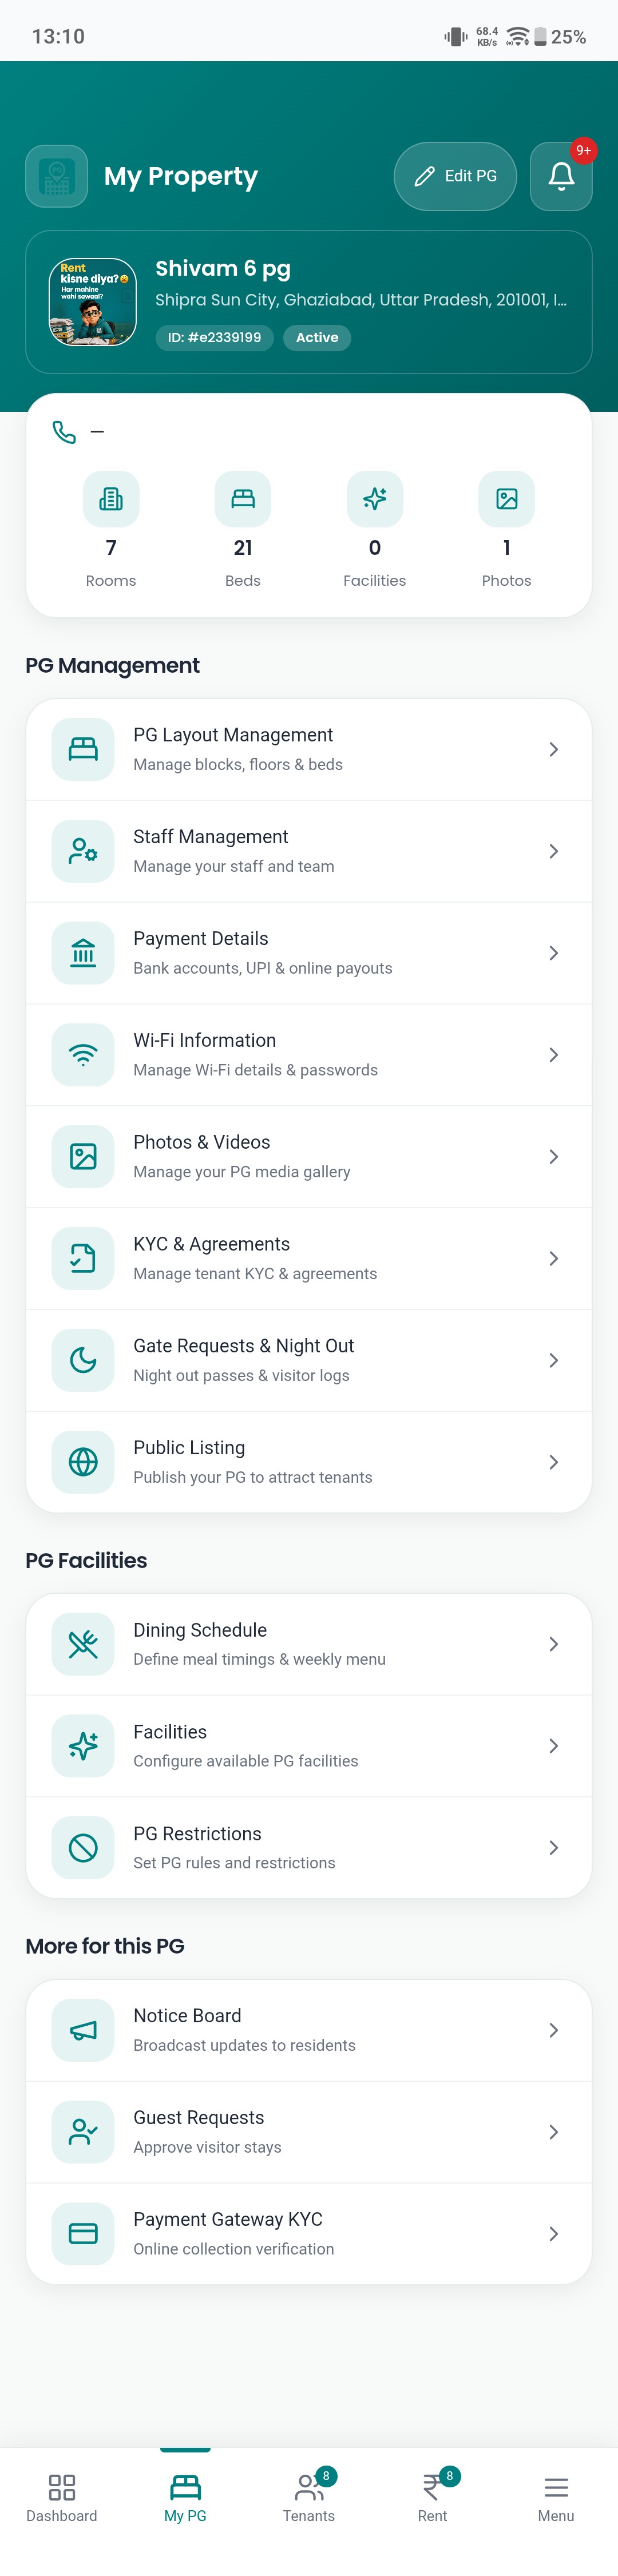 13:10
68.4
KB/s
25%
My Property
Edit PG
9+
Rent
kisne diya?
Har mahine
wahi sawaal?
Shivam 6 pg
Shipra Sun City, Ghaziabad, Uttar Pradesh, 201001, I...
ID: #e2339199
Active
–
7
21
0
1
Rooms
Beds
Facilities
Photos
PG Management
PG Layout Management
Manage blocks, floors & beds
Staff Management
Manage your staff and team
Payment Details
Bank accounts, UPI & online payouts
Wi-Fi Information
Manage Wi-Fi details & passwords
Photos & Videos
Manage your PG media gallery
KYC & Agreements
Manage tenant KYC & agreements
Gate Requests & Night Out
Night out passes & visitor logs
Public Listing
Publish your PG to attract tenants
PG Facilities
Dining Schedule
Define meal timings & weekly menu
Facilities
Configure available PG facilities
PG Restrictions
Set PG rules and restrictions
More for this PG
Notice Board
Broadcast updates to residents
Guest Requests
Approve visitor stays
Payment Gateway KYC
Online collection verification
8
8
Dashboard
My PG
Tenants
Rent
Menu